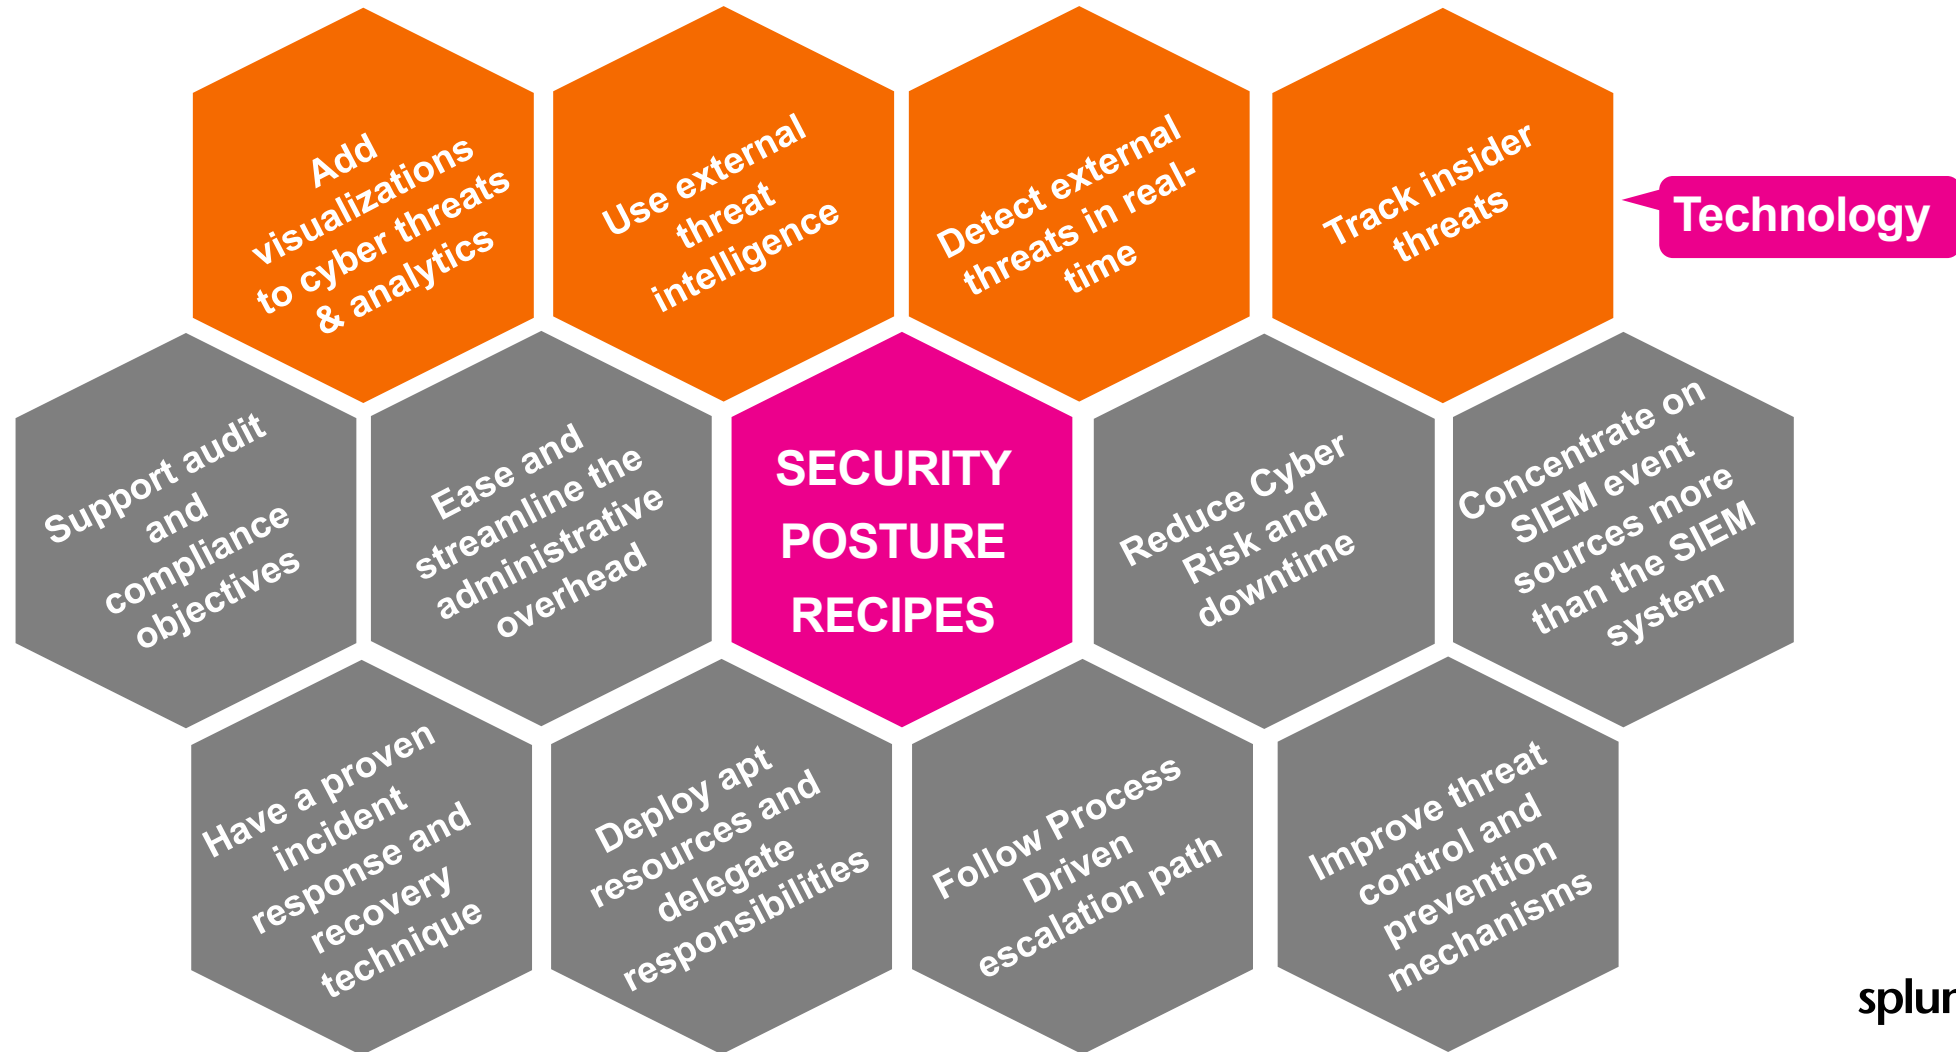 Add
visualizations
to cyber threats
& analytics
Use external
threat
intelligence
Detect external
threats in real-
time
Track insider
threats
Technology
Support audit
and
compliance
objectives
Ease and
streamline the
administrative
overhead
SECURITY
POSTURE
RECIPES
Reduce Cyber
Risk and
downtime
Concentrate on
SIEM event
sources more
than the SIEM
system
Have a proven
incident
response and
recovery
technique
Deploy apt
resources and
delegate
responsibilities
Follow Process
Driven
escalation path
Improve threat
control and
prevention
mechanisms